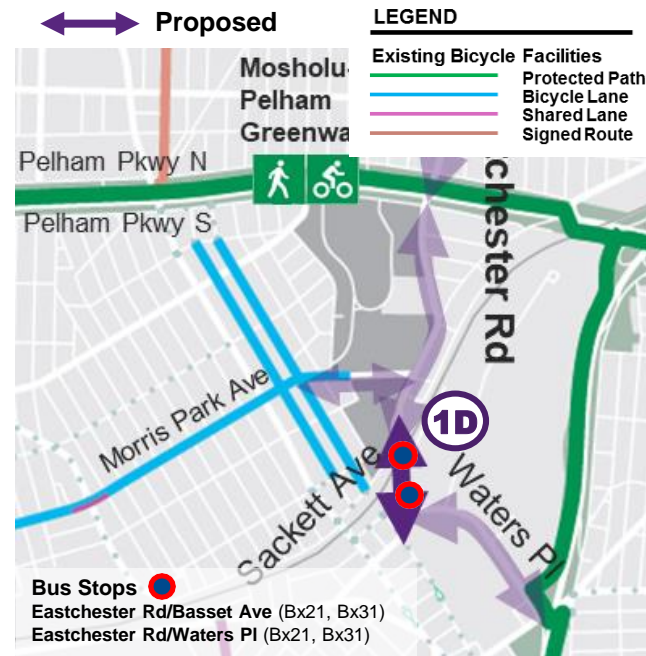 Proposed
LEGEND
Existing Bicycle Facilities
Protected Path
Bicycle Lane
Shared Lane
Signed Route
Mosholu-
Pelham
Greenwa
Pelham Pkwy N
Pelham Pkwy S
chester Rd
Morris Park Ave
1D
Sackett Ave
Waters Pl
Bus Stops
Eastchester Rd/Basset Ave (Bx21, Bx31)
Eastchester Rd/Waters Pl (Bx21, Bx31)